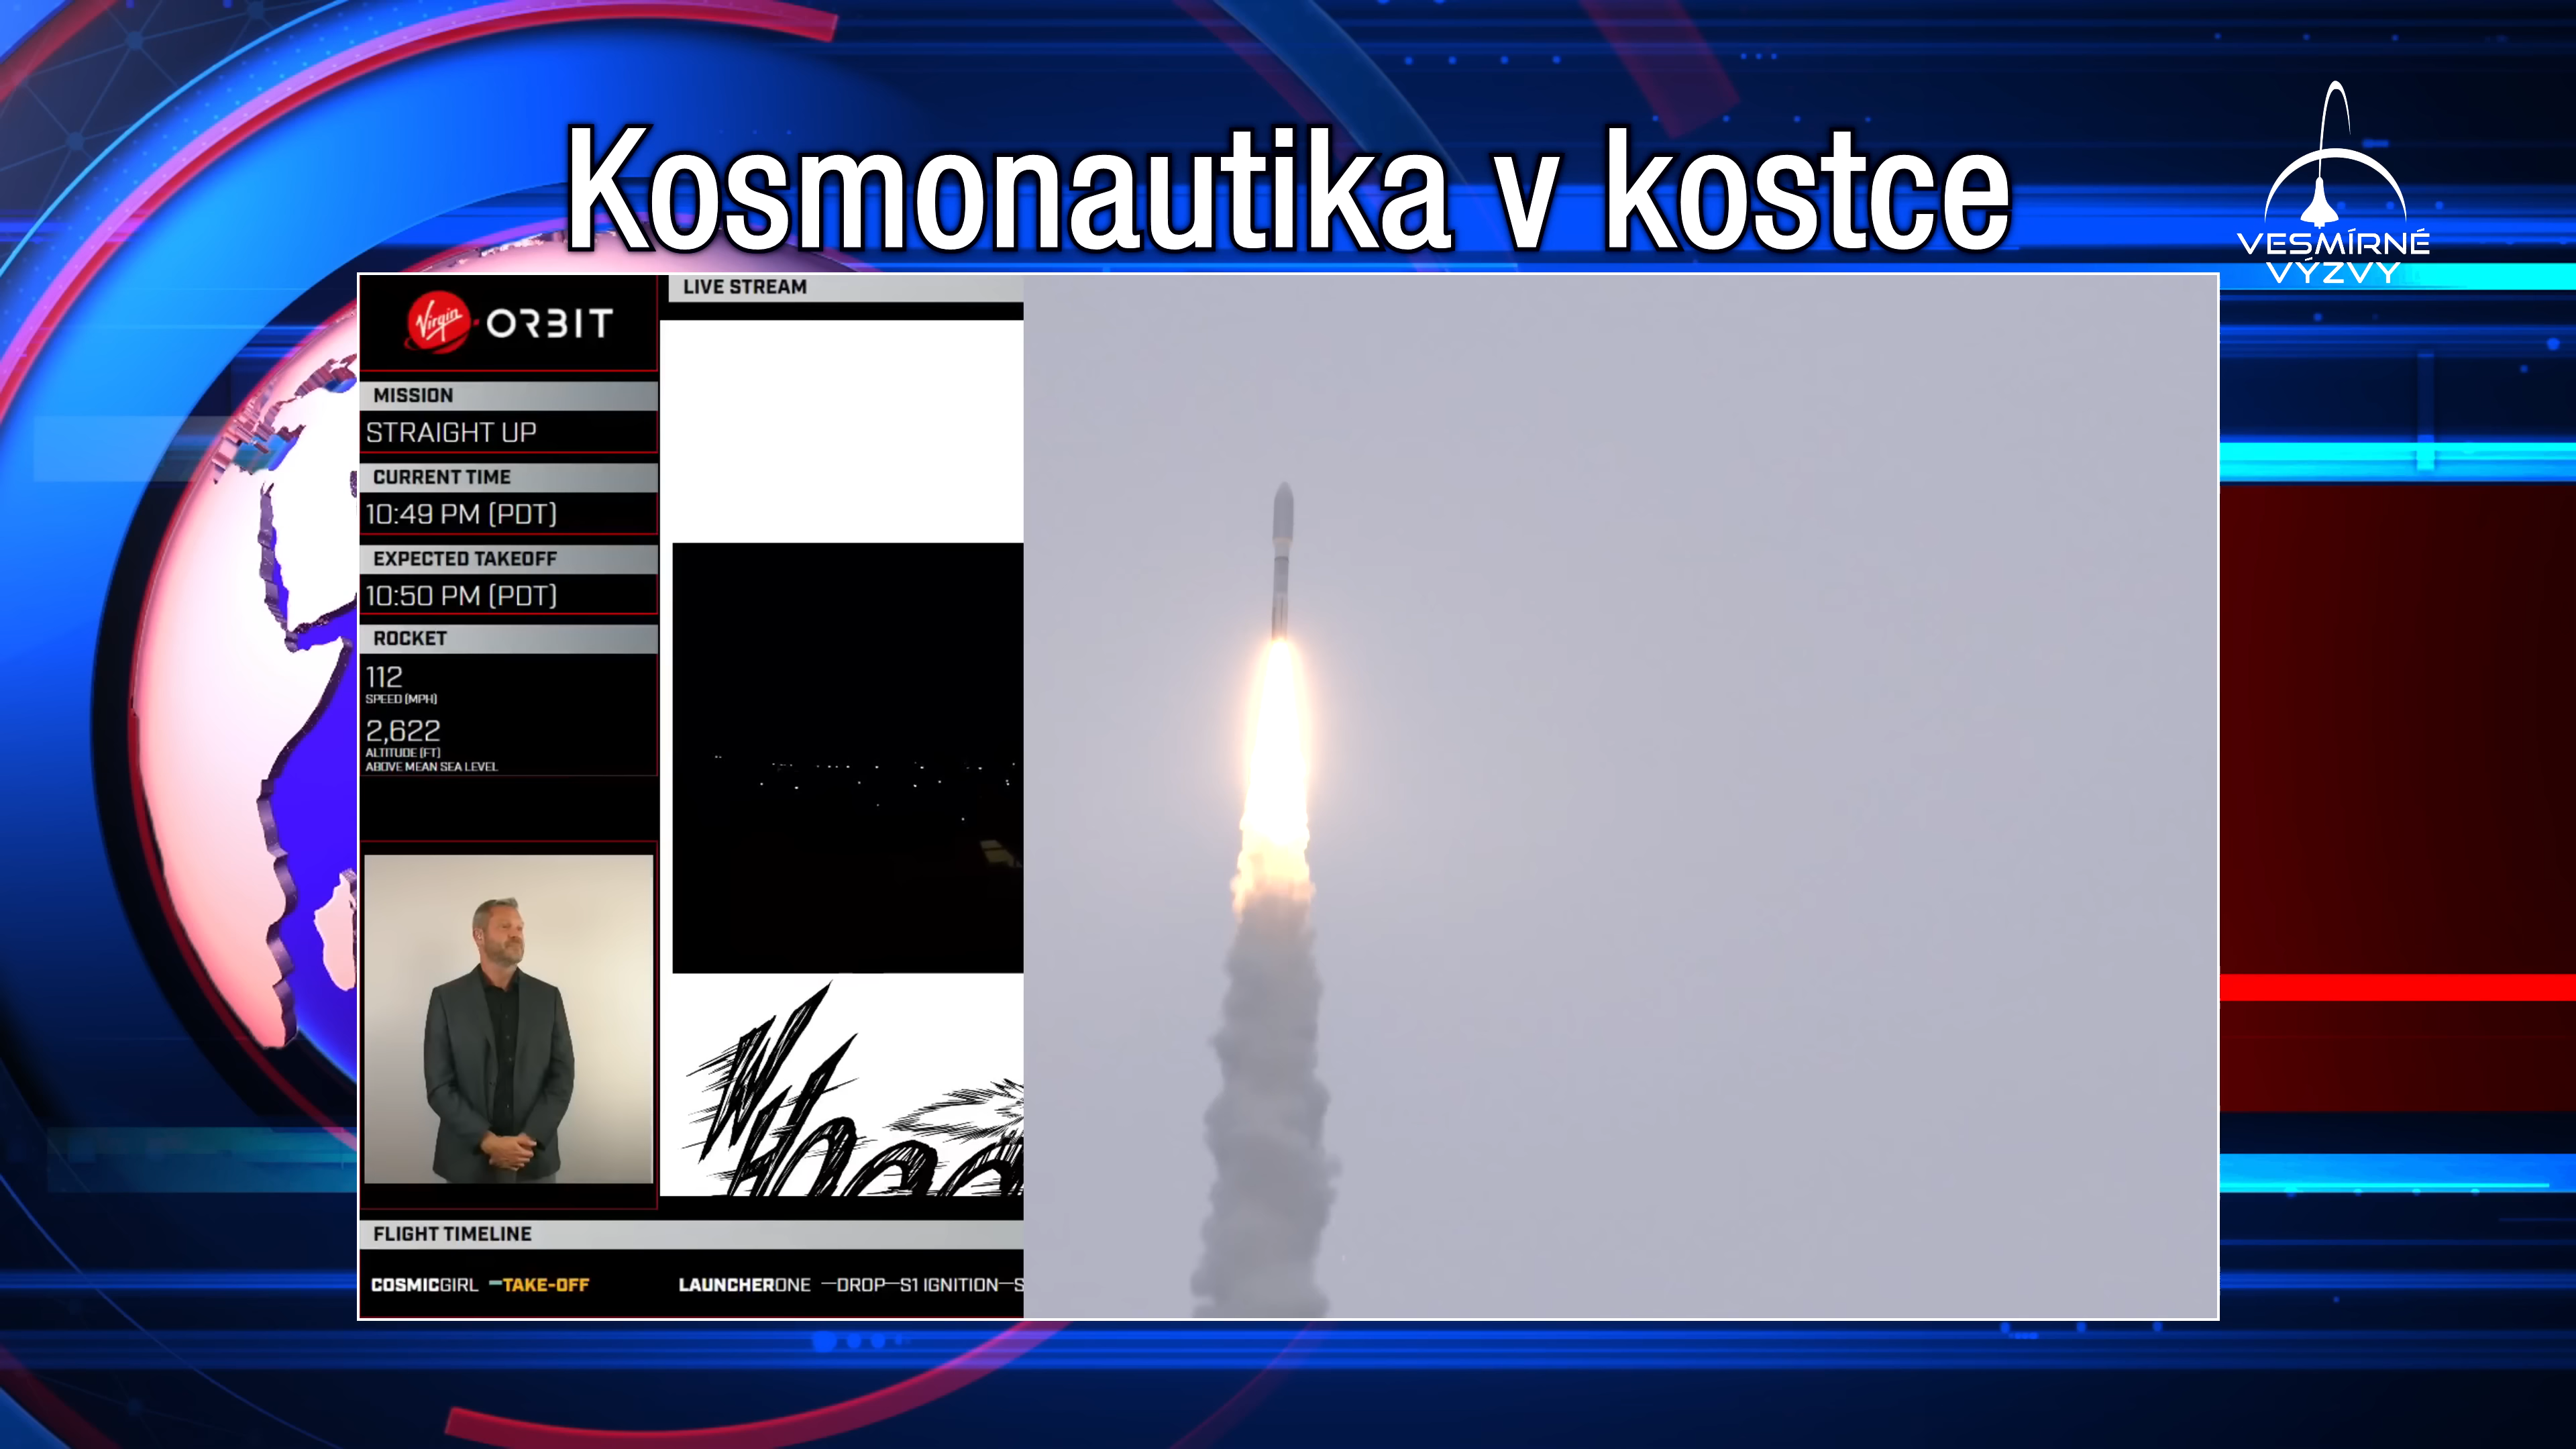 Kosmonautika v kostce
VESMÍRNÉ
VÝZVY
Virgin ORBIT
LIVE STREAM
MISSION
STRAIGHT UP
CURRENT TIME
10:49 PM (PDT)
EXPECTED TAKEOFF
10:50 PM (PDT)
ROCKET
112
SPEED (MPH)
2,622
ALTITUDE (FT)
ABOVE MEAN SEA LEVEL
FLIGHT TIMELINE
COSMICGIRL TAKE-OFF
LAUNCHERONE DROP S1 IGNITION S